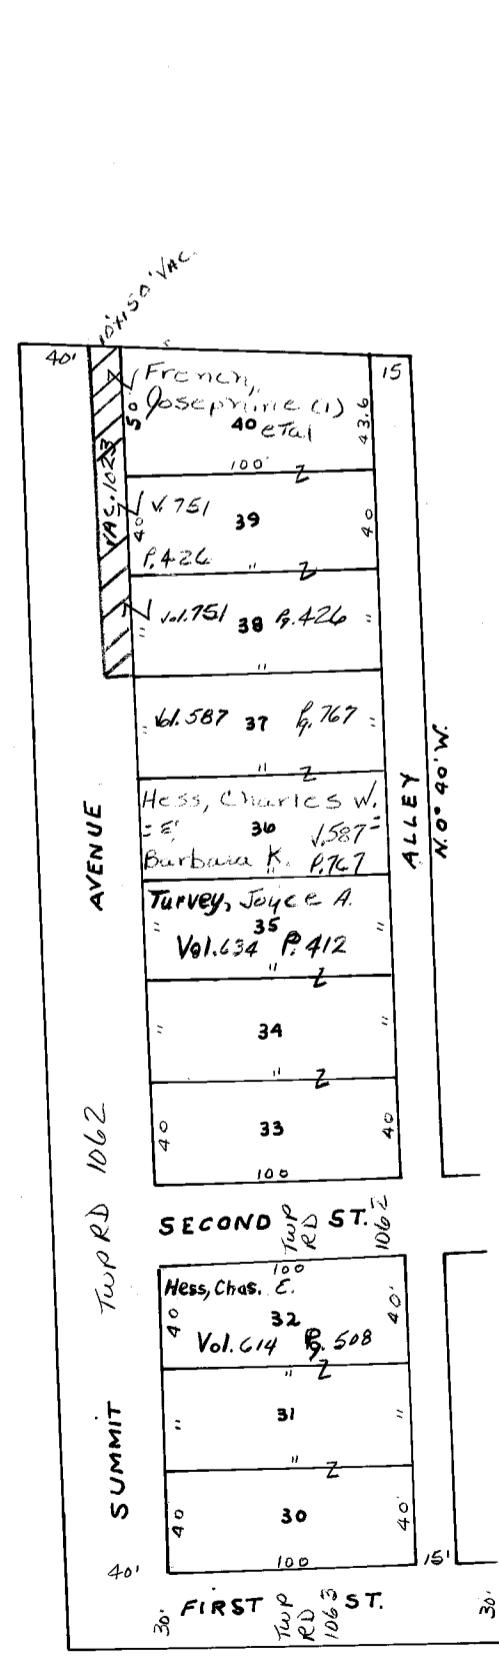 10'x150' VAC.
40'
VAC. 1023
French,
Josephine (1)
50'
40 eTal
43.6
15
100'
V. 751
39
40
40
P. 426
"
Vol. 751 38 Pg. 426
"
"
"
Vol. 587 37 Pg. 767
"
"
"
Hess, Charles W.
" E. 36 V.587 "
Barbara K. P.767
"
Turvey, Joyce A.
35
" "
Vol. 634 P. 412
"
" 34 "
"
40 33 40
100
ALLEY
N. 0° 40' W.
SUMMIT AVENUE
TWP RD 1062
SECOND ST.
TWP RD 1062
100
Hess, Chas. E.
40 32 40'
Vol. 614 Pg. 508
"
" 31 "
"
40 30 40'
100
40'
15'
30' FIRST ST. 30'
TWP RD 1063